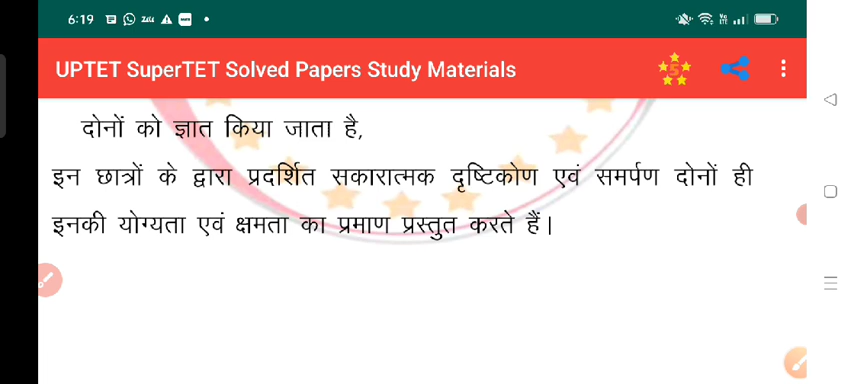 6:19
UPTET SuperTET Solved Papers Study Materials
दोनों को ज्ञात किया जाता है,
इन छात्रों के द्वारा प्रदर्शित सकारात्मक दृष्टिकोण एवं समर्पण दोनों ही
इनकी योग्यता एवं क्षमता का प्रमाण प्रस्तुत करते हैं।